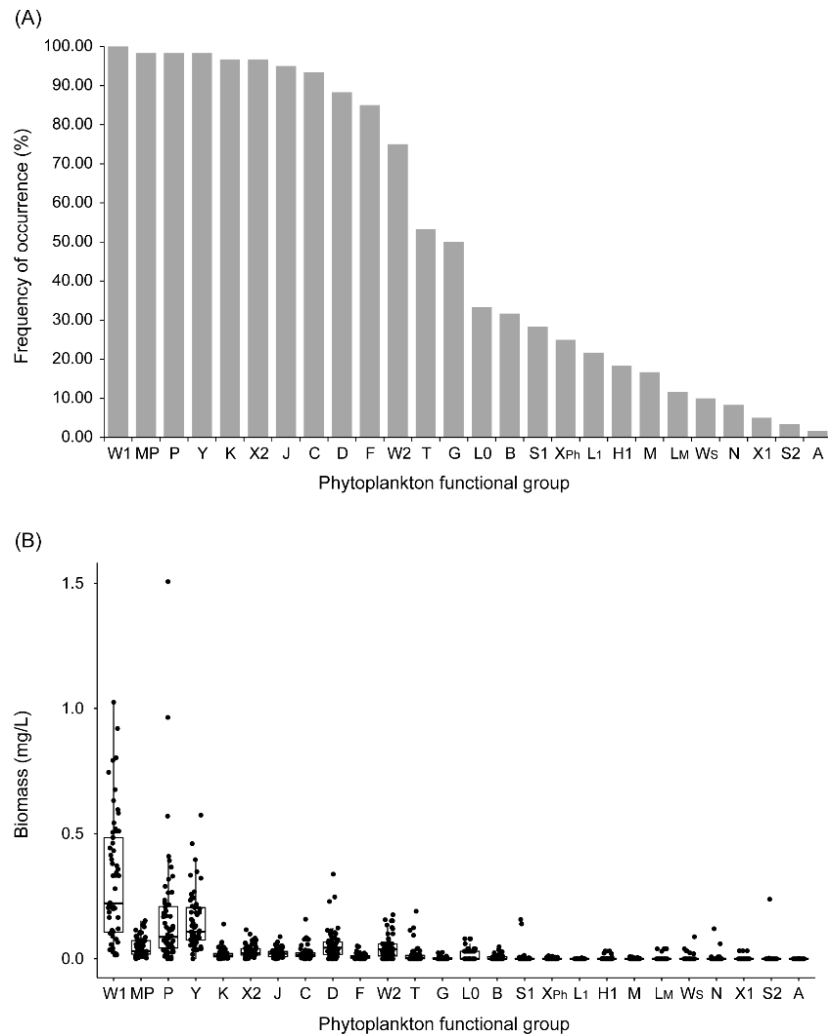 (A)
100.00
90.00
80.00
70.00
60.00
50.00
40.00
30.00
20.00
10.00
0.00
Frequency of occurrence (%)
W1 MP P Y K X2 J C D F W2 T G L0 B S1 XPh L1 H1 M LM WS N X1 S2 A
Phytoplankton functional group
(B)
1.5
1.0
0.5
0.0
Biomass (mg/L)
W1 MP P Y K X2 J C D F W2 T G L0 B S1 XPh L1 H1 M LM WS N X1 S2 A
Phytoplankton functional group